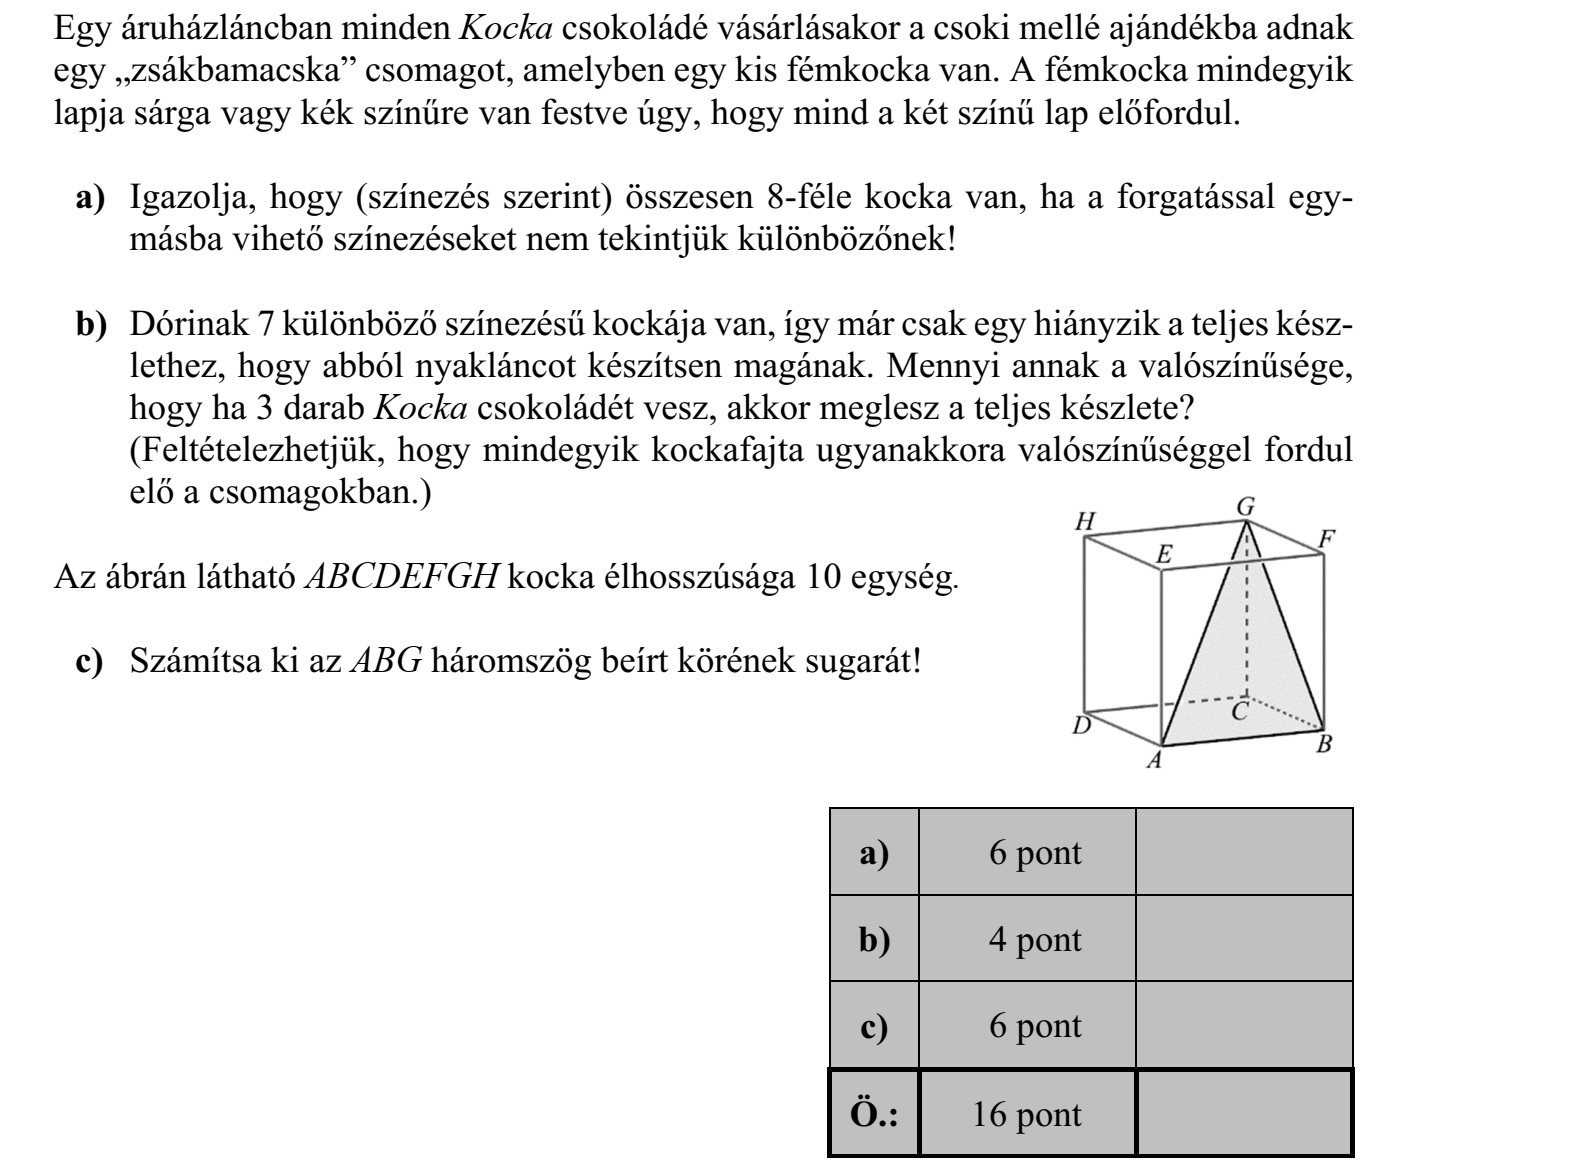 Egy áruházláncban minden Kocka csokoládé vásárlásakor a csoki mellé ajándékba adnak
egy „zsákbamacska” csomagot, amelyben egy kis fémkocka van. A fémkocka mindegyik
lapja sárga vagy kék színűre van festve úgy, hogy mind a két színű lap előfordul.
a) Igazolja, hogy (színezés szerint) összesen 8-féle kocka van, ha a forgatással egy-
másba vihető színezéseket nem tekintjük különbözőnek!
b) Dórinak 7 különböző színezésű kockája van, így már csak egy hiányzik a teljes kész-
lethez, hogy abból nyakláncot készítsen magának. Mennyi annak a valószínűsége,
hogy ha 3 darab Kocka csokoládét vesz, akkor meglesz a teljes készlete?
(Feltételezhetjük, hogy mindegyik kockafajta ugyanakkora valószínűséggel fordul
elő a csomagokban.)
Az ábrán látható ABCDEFGH kocka élhosszúsága 10 egység.
c) Számítsa ki az ABG háromszög beírt körének sugarát!
G
H
F
E
C
D
B
A
a) 6 pont
b) 4 pont
c) 6 pont
Ö.: 16 pont